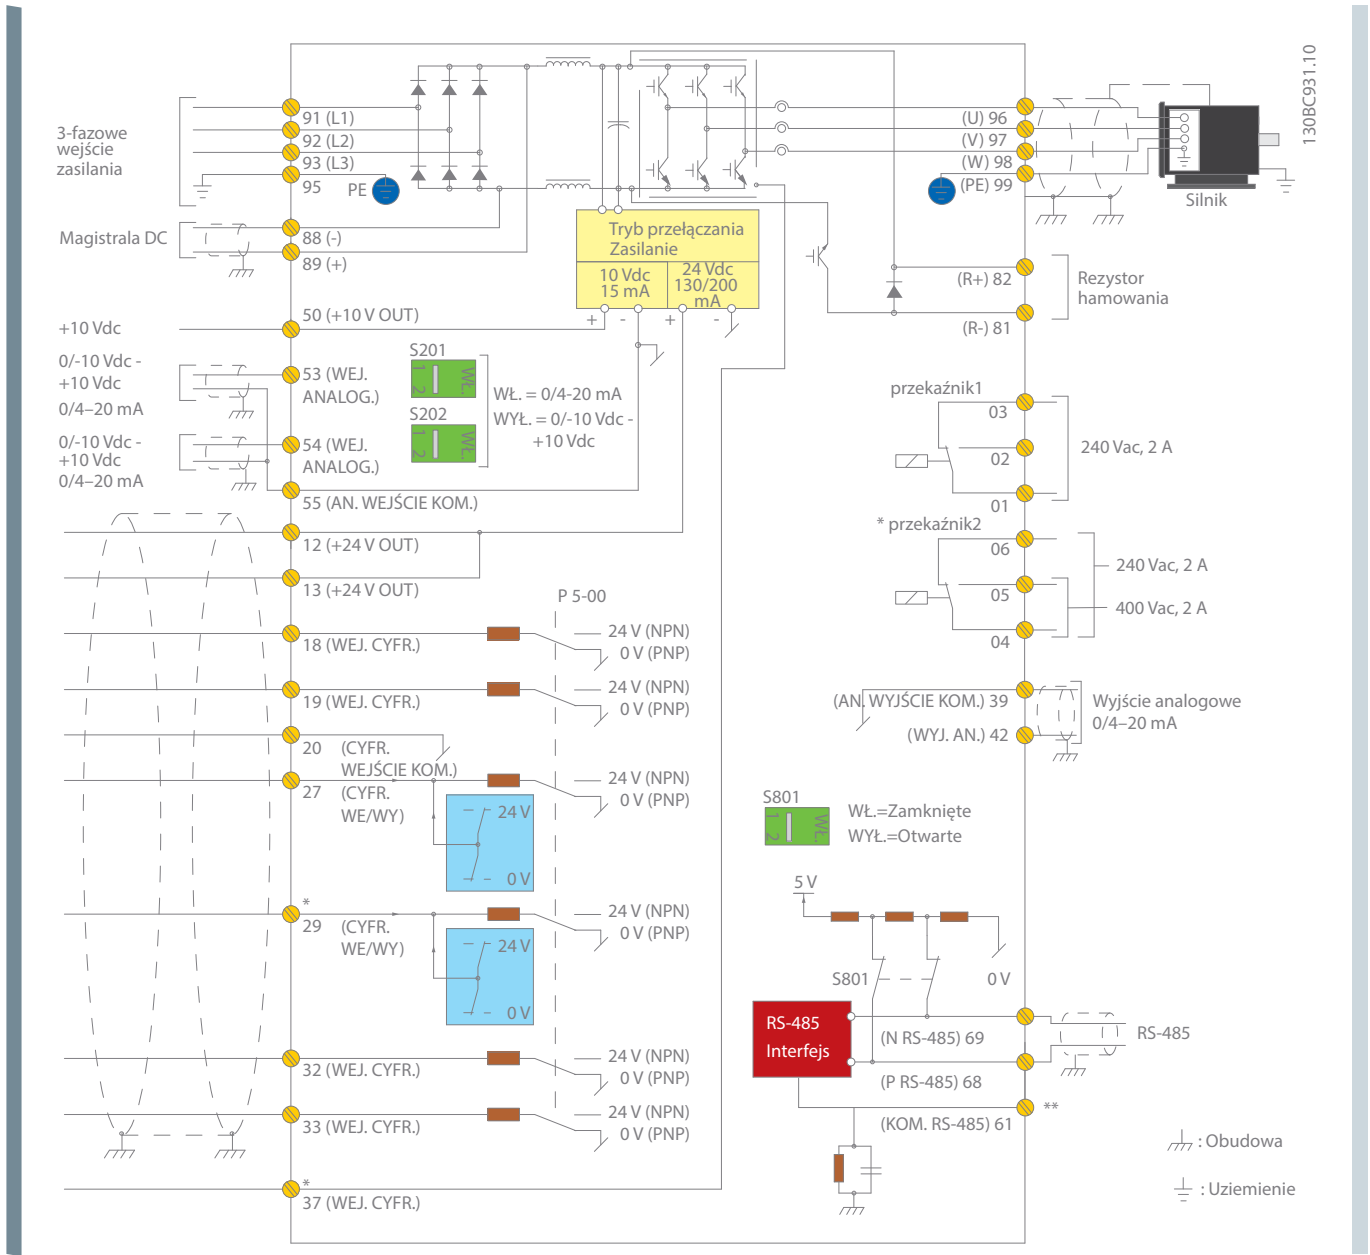 130BC931.10
3-fazowe
wejście
zasilania
91 (L1)
92 (L2)
93 (L3)
95
PE
(U) 96
(V) 97
(W) 98
(PE) 99
Silnik
Magistrala DC
88 (-)
89 (+)
Tryb przełączania
Zasilanie
10 Vdc
15 mA
24 Vdc
130/200
mA
+ - + -
(R+) 82
(R-) 81
Rezystor
hamowania
+10 Vdc
50 (+10 V OUT)
0/-10 Vdc -
+10 Vdc
0/4–20 mA
53 (WEJ.
ANALOG.)
S201
1 2 WŁ.
S202
1 2 WŁ.
WŁ. = 0/4-20 mA
WYŁ. = 0/-10 Vdc -
+10 Vdc
0/-10 Vdc -
+10 Vdc
0/4–20 mA
54 (WEJ.
ANALOG.)
55 (AN. WEJŚCIE KOM.)
12 (+24 V OUT)
13 (+24 V OUT)
przekaźnik1
03
02
01
240 Vac, 2 A
* przekaźnik2
06
05
04
240 Vac, 2 A
400 Vac, 2 A
P 5-00
18 (WEJ. CYFR.)
24 V (NPN)
0 V (PNP)
19 (WEJ. CYFR.)
24 V (NPN)
0 V (PNP)
20 (CYFR.
WEJŚCIE KOM.)
27 (CYFR.
WE/WY)
24 V (NPN)
0 V (PNP)
24 V
0 V
*
29 (CYFR.
WE/WY)
24 V (NPN)
0 V (PNP)
24 V
0 V
32 (WEJ. CYFR.)
24 V (NPN)
0 V (PNP)
33 (WEJ. CYFR.)
24 V (NPN)
0 V (PNP)
*
37 (WEJ. CYFR.)
(AN. WYJŚCIE KOM.) 39
(WYJ. AN.) 42
Wyjście analogowe
0/4–20 mA
S801
1 2 WŁ.
WŁ.=Zamknięte
WYŁ.=Otwarte
5 V
S801
0 V
RS-485
Interfejs
(N RS-485) 69
(P RS-485) 68
(KOM. RS-485) 61
**
RS-485
: Obudowa
: Uziemienie